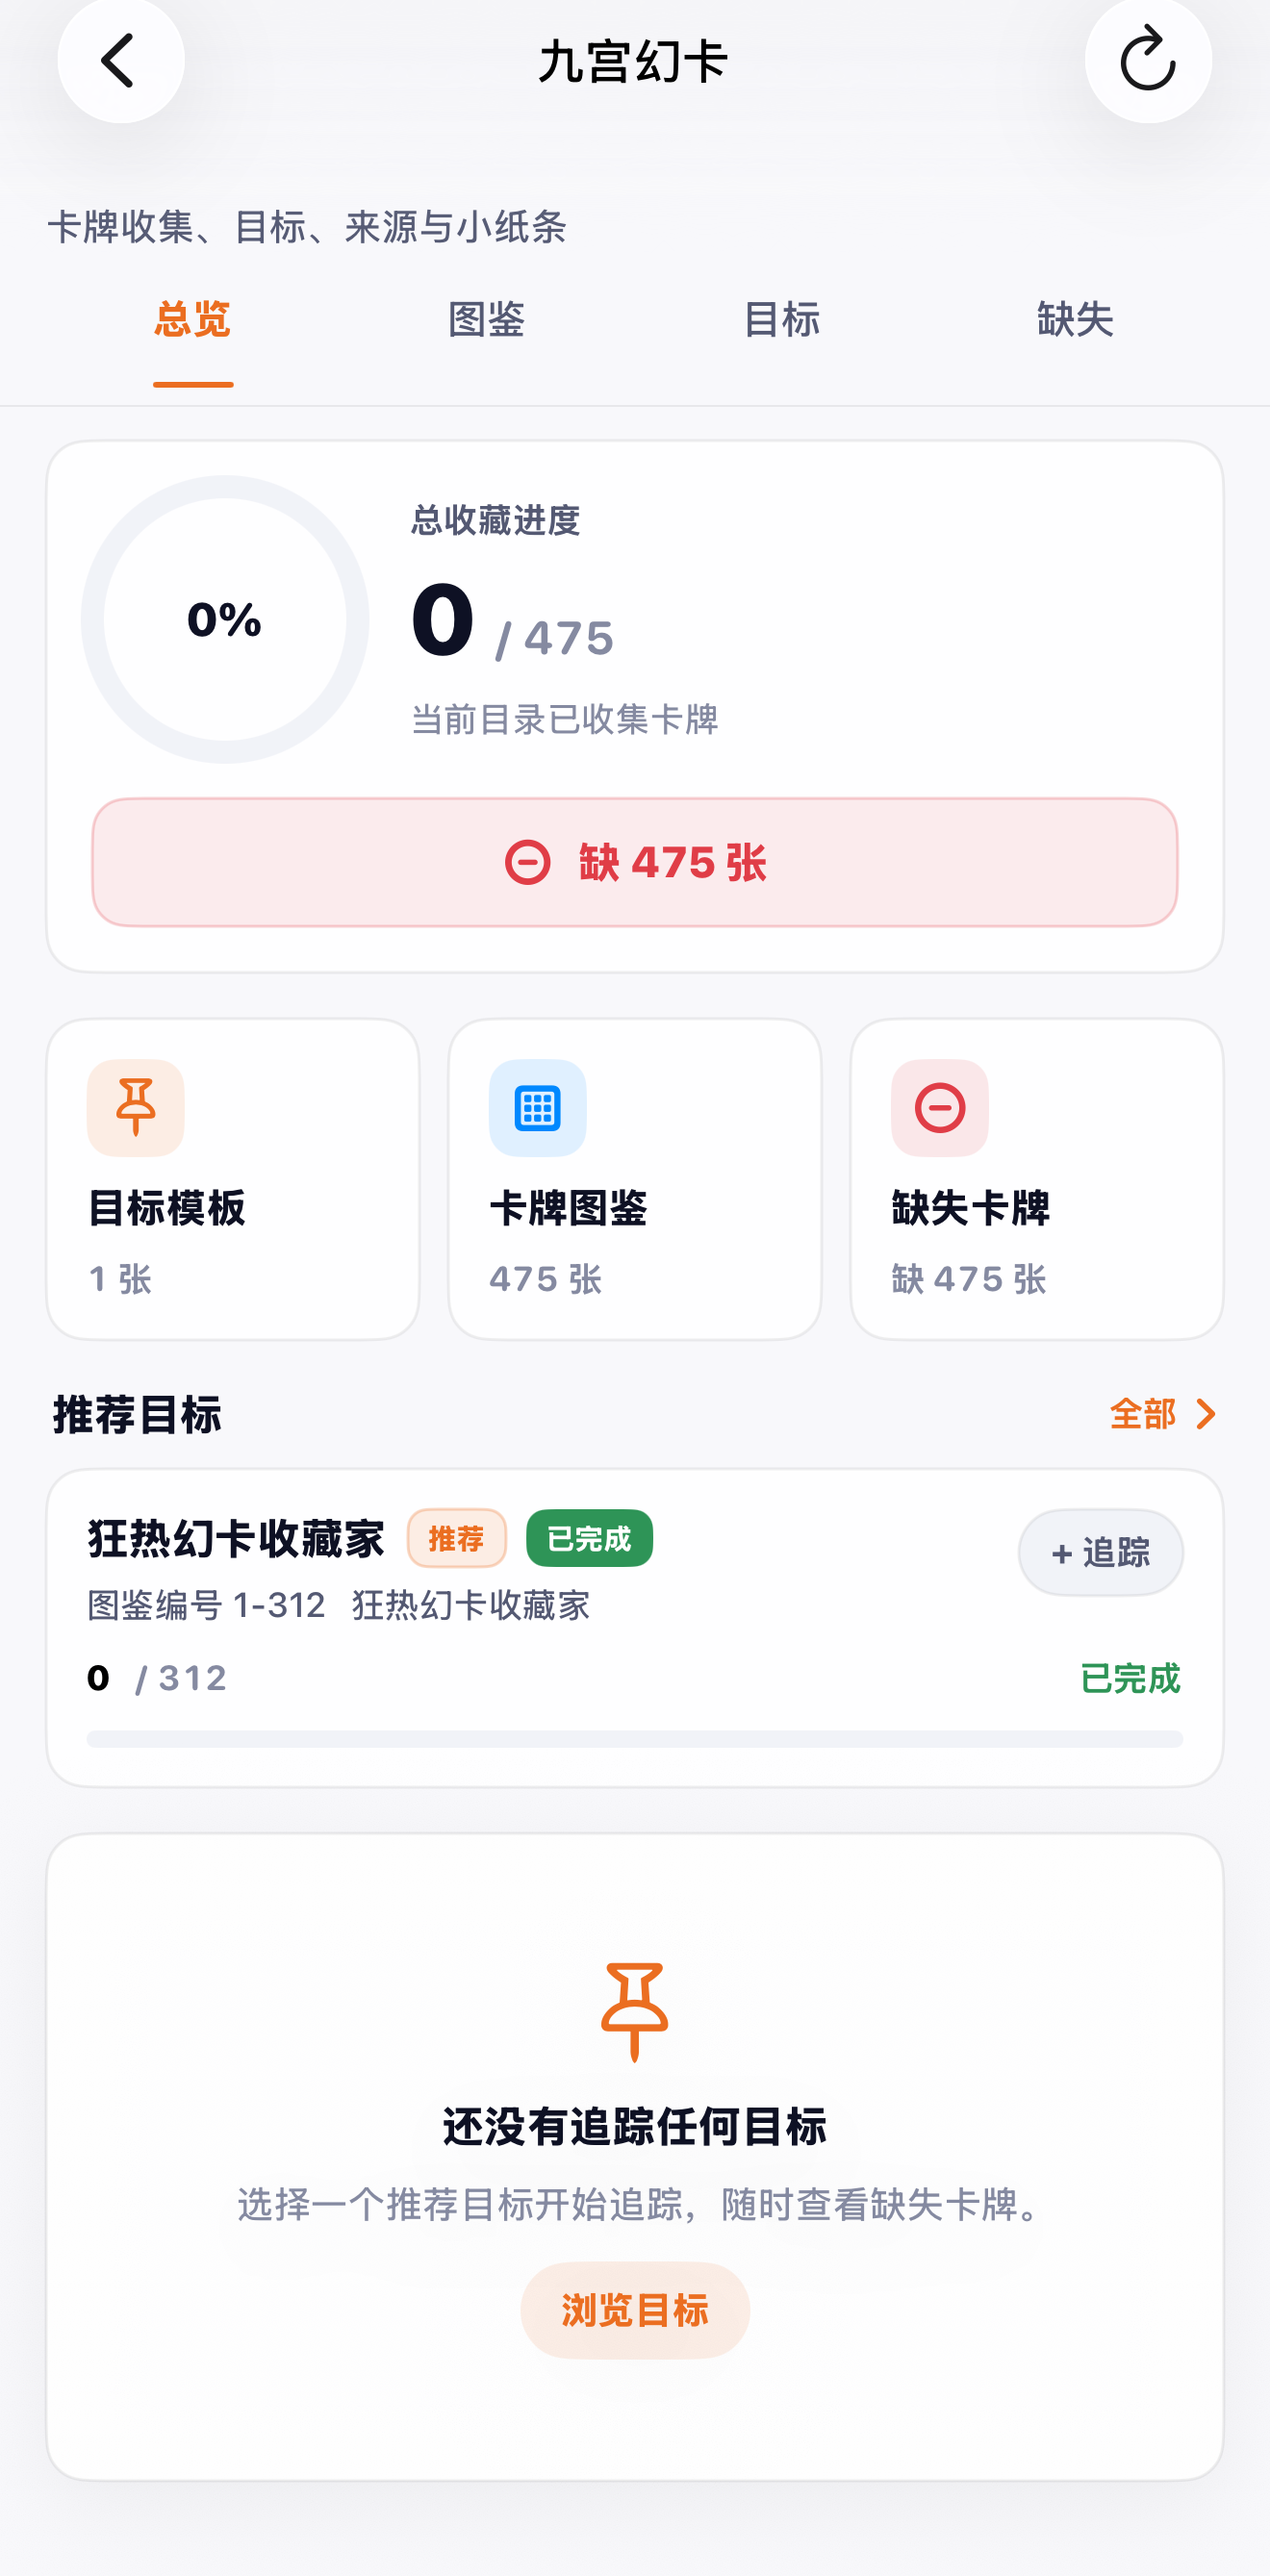 九宫幻卡
卡牌收集、目标、来源与小纸条
总览 图鉴 目标 缺失
总收藏进度
0%
0 / 475
当前目录已收集卡牌
缺 475 张
目标模板 卡牌图鉴 缺失卡牌
1 张 475 张 缺 475 张
推荐目标 全部
狂热幻卡收藏家 推荐 已完成 + 追踪
图鉴编号 1-312 狂热幻卡收藏家
0 / 312 已完成
还没有追踪任何目标
选择一个推荐目标开始追踪，随时查看缺失卡牌。
浏览目标